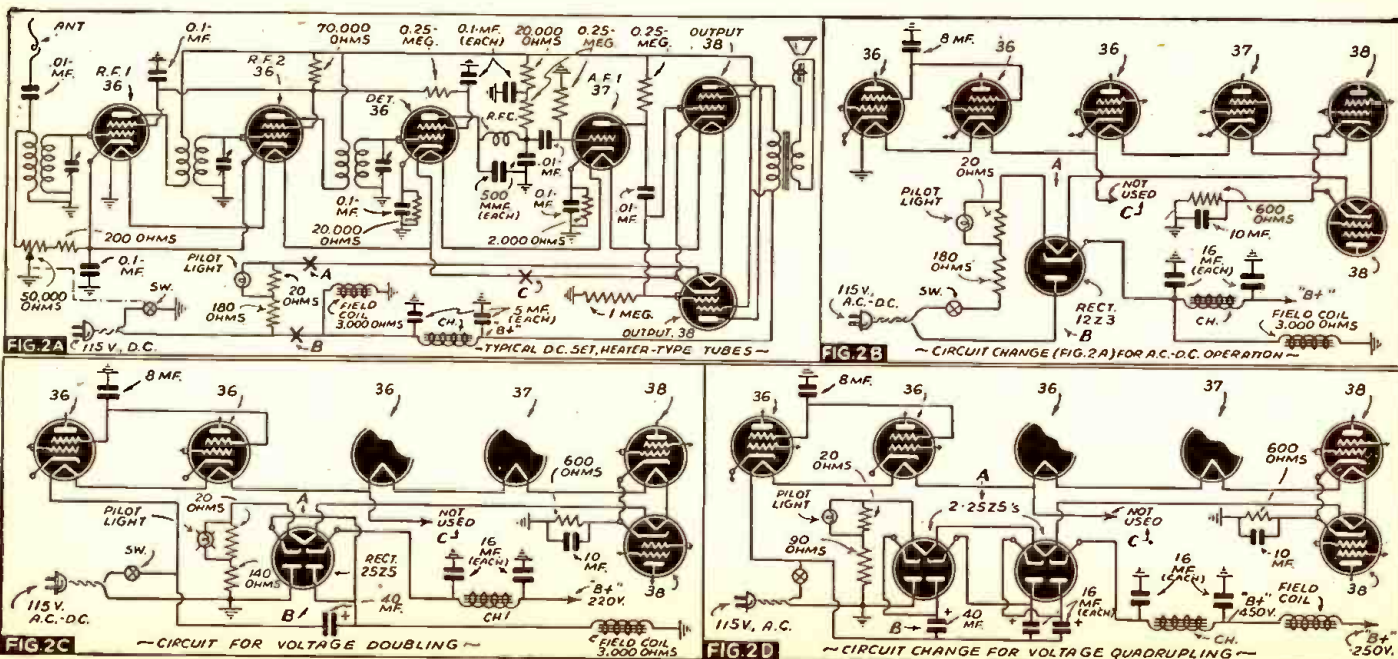 ANT
.01-
MF.
0.1-
MF.
R.F.1
36
R.F.2
36
70,000
OHMS
0.25-
MEG.
DET.
36
0.1-MF.
(EACH)
20,000
OHMS
0.25-
MEG.
R.F.C.
A.F.1
37
0.25-
MEG.
OUTPUT
38
.01-
MF.
500
MMF.
(EACH)
0.1-
MF.
2,000 OHMS
.01-
MF.
0.1-
MF.
20,000
OHMS
200 OHMS
0.1-
MF.
50,000
OHMS
SW.
PILOT
LIGHT
180
OHMS
20
OHMS
A
B
C
FIELD
COIL
3,000 OHMS
CH.
5 MF.
(EACH)
"B+"
1 MEG.
OUTPUT, 38
115 V., D.C.
FIG. 2A
~TYPICAL D.C. SET, HEATER-TYPE TUBES~
36
8 MF.
36
36
37
38
20
OHMS
A
PILOT
LIGHT
NOT
USED
C
600
OHMS
10 MF.
38
180
OHMS
16
MF.
(EACH)
SW.
115V.,
A.C.-D.C.
RECT.
12Z3
B
CH.
"B+"
FIELD COIL
3,000 OHMS
FIG. 2B
~CIRCUIT CHANGE (FIG. 2A) FOR A.C.-D.C. OPERATION~
36
8 MF.
36
36
37
38
20
OHMS
A
PILOT
LIGHT
NOT
USED
C
600
OHMS
10
MF.
38
SW.
140
OHMS
RECT.
25Z5
16
MF.
(EACH)
115 V.
A.C.-D.C.
B
40
MF.
CH.
"B+"
220V.
FIELD COIL
3,000 OHMS
FIG. 2C
~CIRCUIT FOR VOLTAGE DOUBLING~
36
8 MF.
36
36
37
38
20
OHMS
A
2-25Z5's
PILOT
LIGHT
NOT
USED
C
600
OHMS
10
MF.
38
90
OHMS
SW.
16
MF.
(EACH)
115 V., A.C.
B
40
MF.
16
MF.
(EACH)
"B+"
450V.
FIELD
COIL
CH.
"B+"
250V.
FIG. 2D
~CIRCUIT CHANGE FOR VOLTAGE QUADRUPLING~